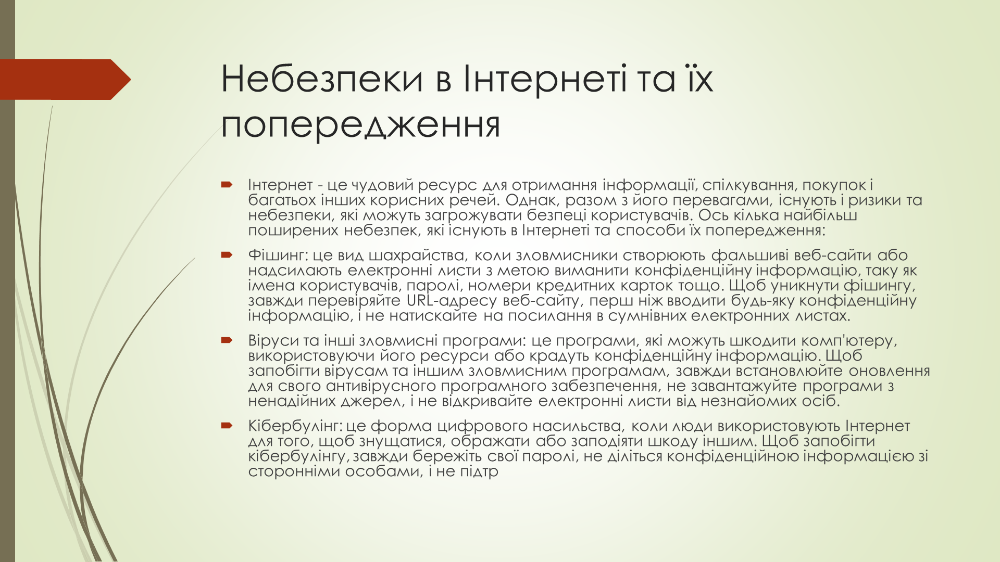 Небезпеки в Інтернеті та їх
попередження
Інтернет - це чудовий ресурс для отримання інформації, спілкування, покупок і
багатьох інших корисних речей. Однак, разом з його перевагами, існують і ризики та
небезпеки, які можуть загрожувати безпеці користувачів. Ось кілька найбільш
поширених небезпек, які існують в Інтернеті та способи їх попередження:
Фішинг: це вид шахрайства, коли зловмисники створюють фальшиві веб-сайти або
надсилають електронні листи з метою виманити конфіденційну інформацію, таку як
імена користувачів, паролі, номери кредитних карток тощо. Щоб уникнути фішингу,
завжди перевіряйте URL-адресу веб-сайту, перш ніж вводити будь-яку конфіденційну
інформацію, і не натискайте на посилання в сумнівних електронних листах.
Віруси та інші зловмисні програми: це програми, які можуть шкодити комп'ютеру,
використовуючи його ресурси або крадуть конфіденційну інформацію. Щоб
запобігти вірусам та іншим зловмисним програмам, завжди встановлюйте оновлення
для свого антивірусного програмного забезпечення, не завантажуйте програми з
ненадійних джерел, і не відкривайте електронні листи від незнайомих осіб.
Кібербулінг: це форма цифрового насильства, коли люди використовують Інтернет
для того, щоб знущатися, ображати або заподіяти шкоду іншим. Щоб запобігти
кібербулінгу, завжди бережіть свої паролі, не діліться конфіденційною інформацією зі
сторонніми особами, і не підтр